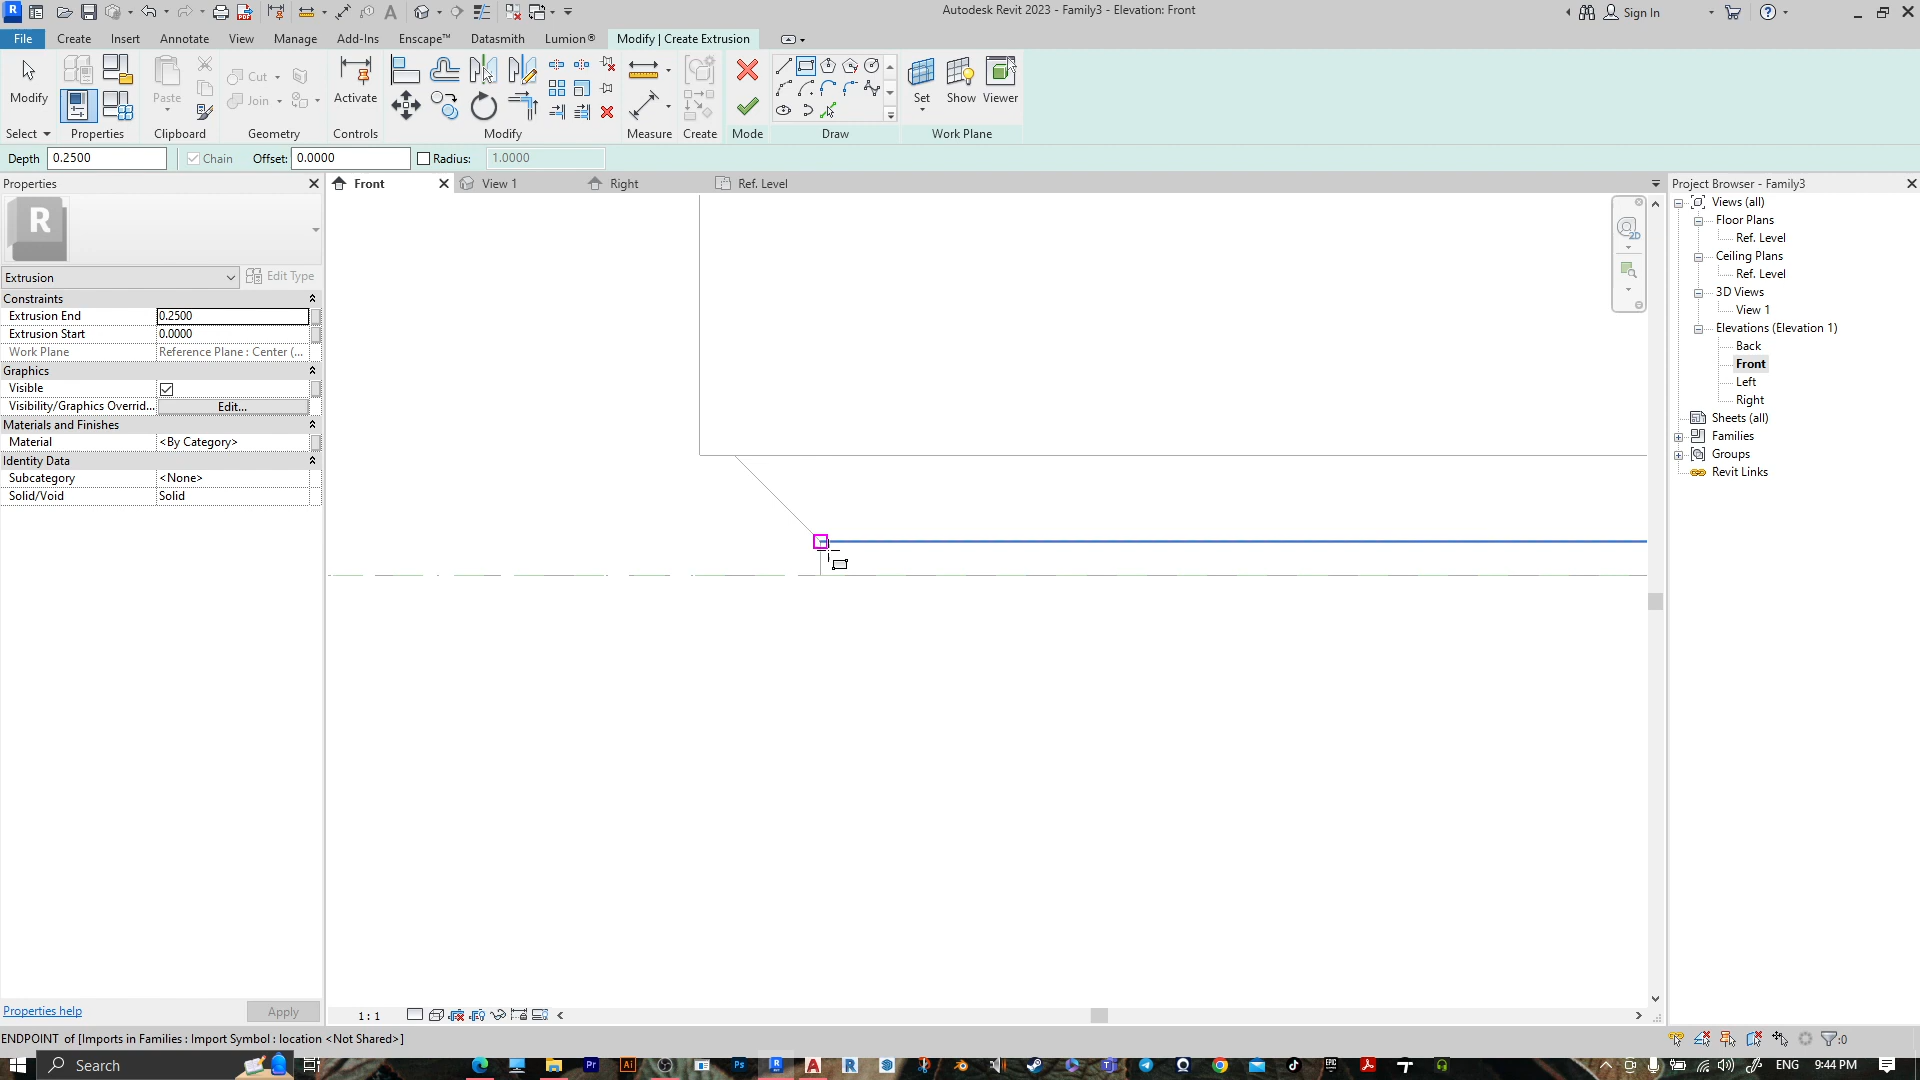 Autodesk Revit 2023 - Family3 - Elevation: Front
Sign In
File Create Insert Annotate View Manage Add-Ins Enscape™ Datasmith Lumion® Modify | Create Extrusion
Modify Paste Cut Join Activate Set Show Viewer
Select Properties Clipboard Geometry Controls Modify Measure Create Mode Draw Work Plane
Depth 0.2500 Chain Offset: 0.0000 Radius: 1.0000
Properties
Front View 1 Right Ref. Level
Project Browser - Family3
R
Extrusion Edit Type
Constraints
Extrusion End 0.2500
Extrusion Start 0.0000
Work Plane Reference Plane : Center (...
Graphics
Visible
Visibility/Graphics Overrid... Edit...
Materials and Finishes
Material <By Category>
Identity Data
Subcategory <None>
Solid/Void Solid
2D
Views (all)
Floor Plans
Ref. Level
Ceiling Plans
Ref. Level
3D Views
View 1
Elevations (Elevation 1)
Back
Front
Left
Right
Sheets (all)
Families
Groups
Revit Links
Properties help Apply
1 : 1
ENDPOINT of [Imports in Families : Import Symbol : location <Not Shared>]
:0
Search
ENG 9:44 PM